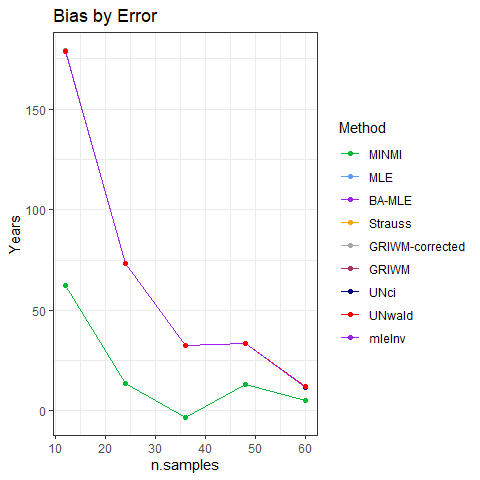 Bias by Error
150
100
50
0
Years
10 20 30 40 50 60
n.samples
Method
MINMI
MLE
BA-MLE
Strauss
GRIWM-corrected
GRIWM
UNci
UNwald
mleInv